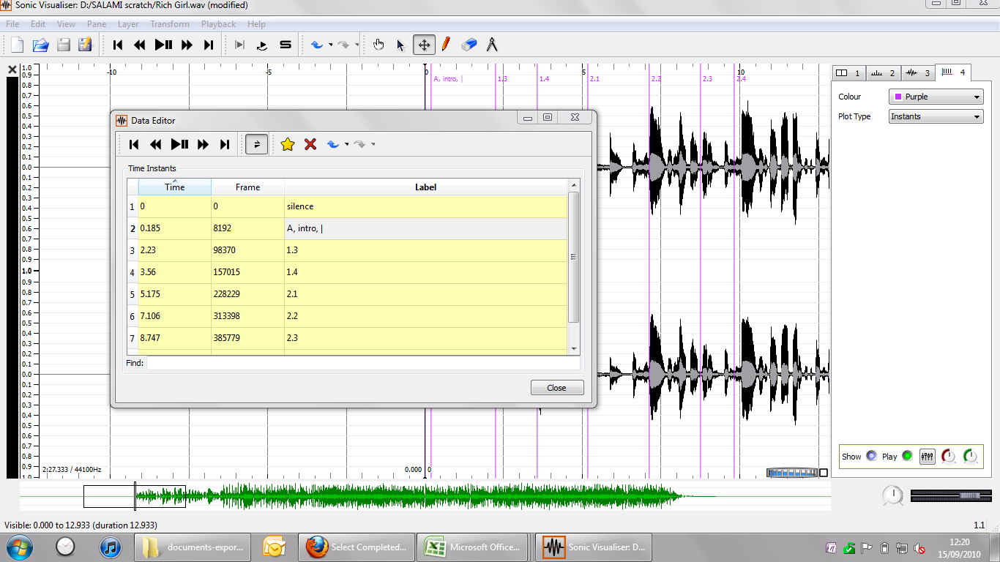 Sonic Visualiser: D:/SALAMI scratch/Rich Girl.wav (modified)
File Edit View Pane Layer Transform Playback Help
-10 -5 0 5 10
A, intro, | 1.3 1.4 2.1 2.2 2.3 2.4
1.0
0.9
0.8
0.7
0.6
0.5
0.4
0.3
0.2
0.1
0.0
0.1
0.2
0.3
0.4
0.5
0.6
0.7
0.8
0.9
1.0
0.9
0.8
0.7
0.6
0.5
0.4
0.3
0.2
0.1
0.0
0.1
0.2
0.3
0.4
0.5
0.6
0.7
0.8
0.9
1.0
1 2 3 4
Colour Purple
Plot Type Instants
Data Editor
Time Instants
Time Frame Label
1 0 0 silence
2 0.185 8192 A, intro, |
3 2.23 98370 1.3
4 3.56 157015 1.4
5 5.175 228229 2.1
6 7.106 313398 2.2
7 8.747 385779 2.3
Find:
Close
Show Play
2:27.333 / 44100Hz 0.000 0
Visible: 0.000 to 12.933 (duration 12.933) 1.1
documents-expor... Select Completed... Microsoft Office... Sonic Visualiser: D...
12:20
15/09/2010